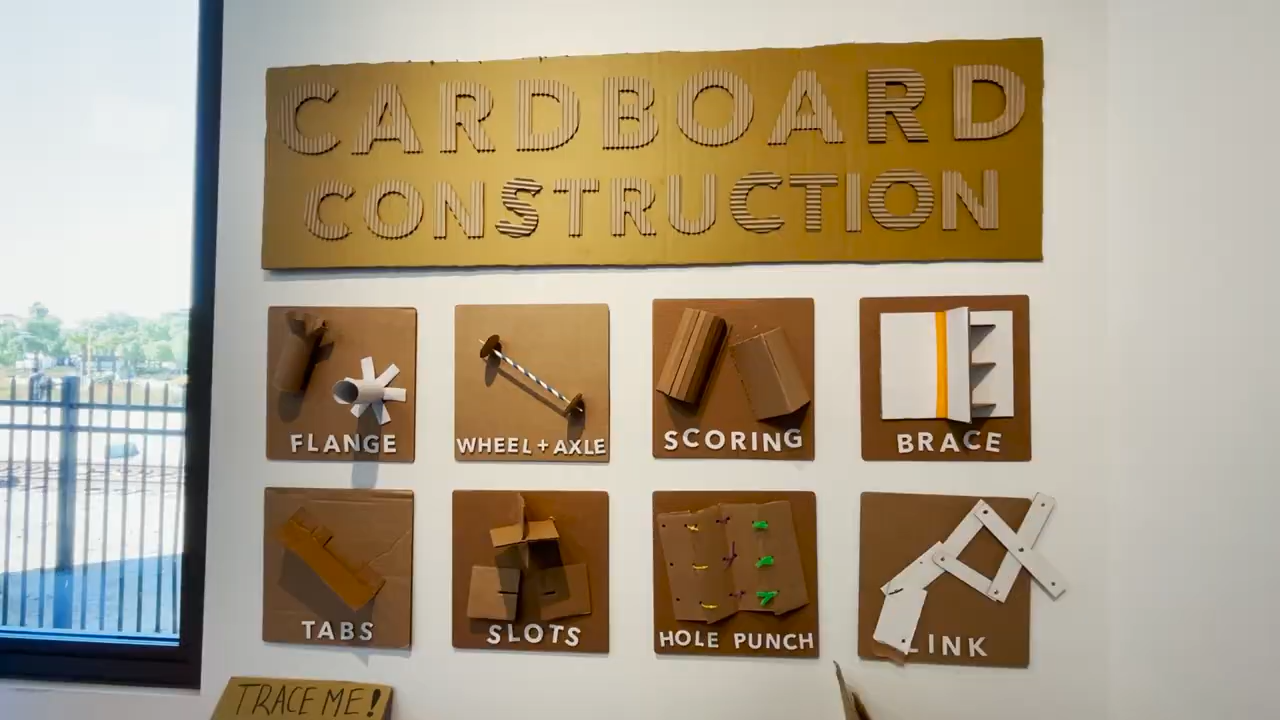 CARDBOARD
CONSTRUCTION
FLANGE
WHEEL + AXLE
SCORING
BRACE
TABS
SLOTS
HOLE PUNCH
LINK
TRACE ME!